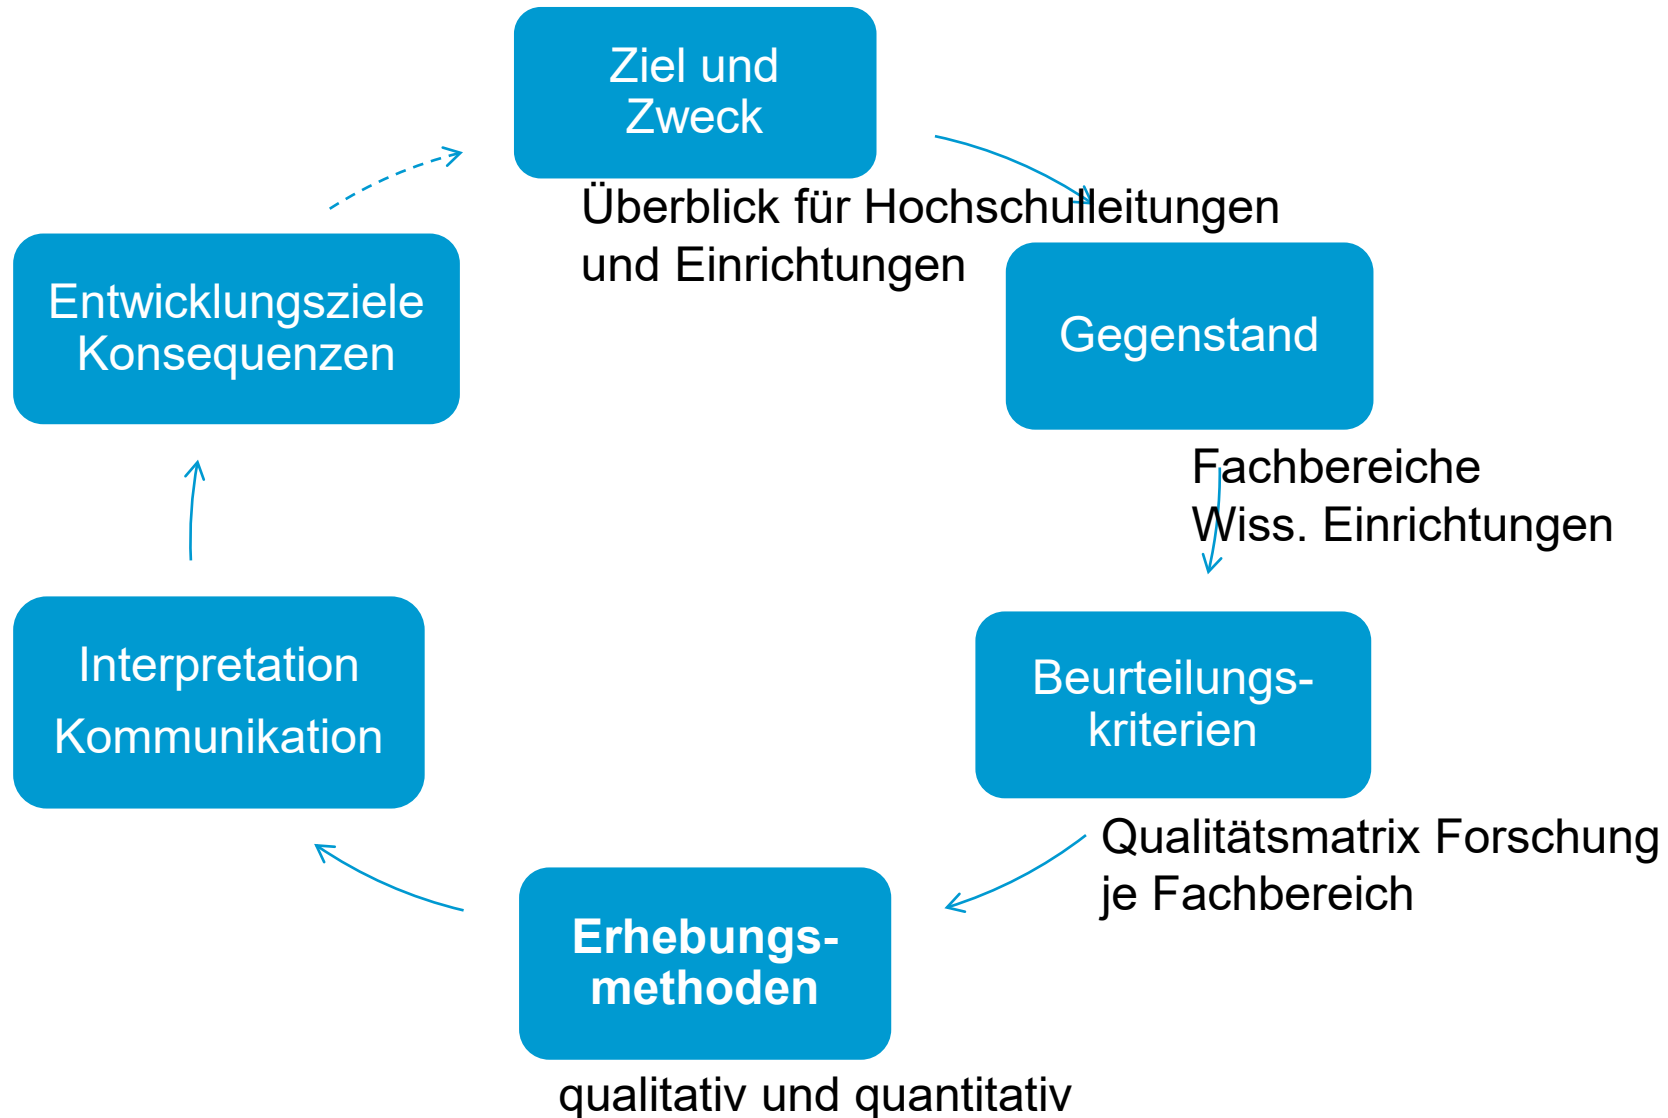 Ziel und
Zweck
Überblick für Hochschulleitungen
und Einrichtungen
Gegenstand
Fachbereiche
Wiss. Einrichtungen
Beurteilungs-
kriterien
Qualitätsmatrix Forschung
je Fachbereich
Erhebungs-
methoden
qualitativ und quantitativ
Interpretation
Kommunikation
Entwicklungsziele
Konsequenzen